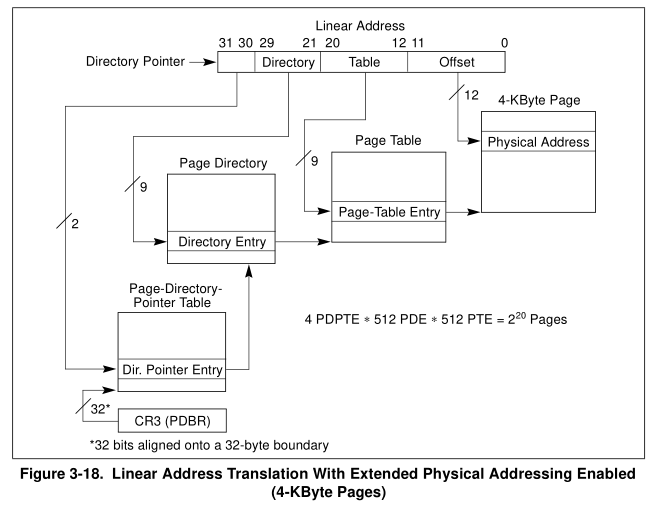 Linear Address
31 30 29 21 20 12 11 0
Directory Pointer
Directory
Table
Offset
12
4-KByte Page
Physical Address
Page Table
9
Page-Table Entry
Page Directory
9
Directory Entry
2
Page-Directory-
Pointer Table
Dir. Pointer Entry
4 PDPTE ∗ 512 PDE ∗ 512 PTE = 2²⁰ Pages
32*
CR3 (PDBR)
*32 bits aligned onto a 32-byte boundary
Figure 3-18. Linear Address Translation With Extended Physical Addressing Enabled
(4-KByte Pages)